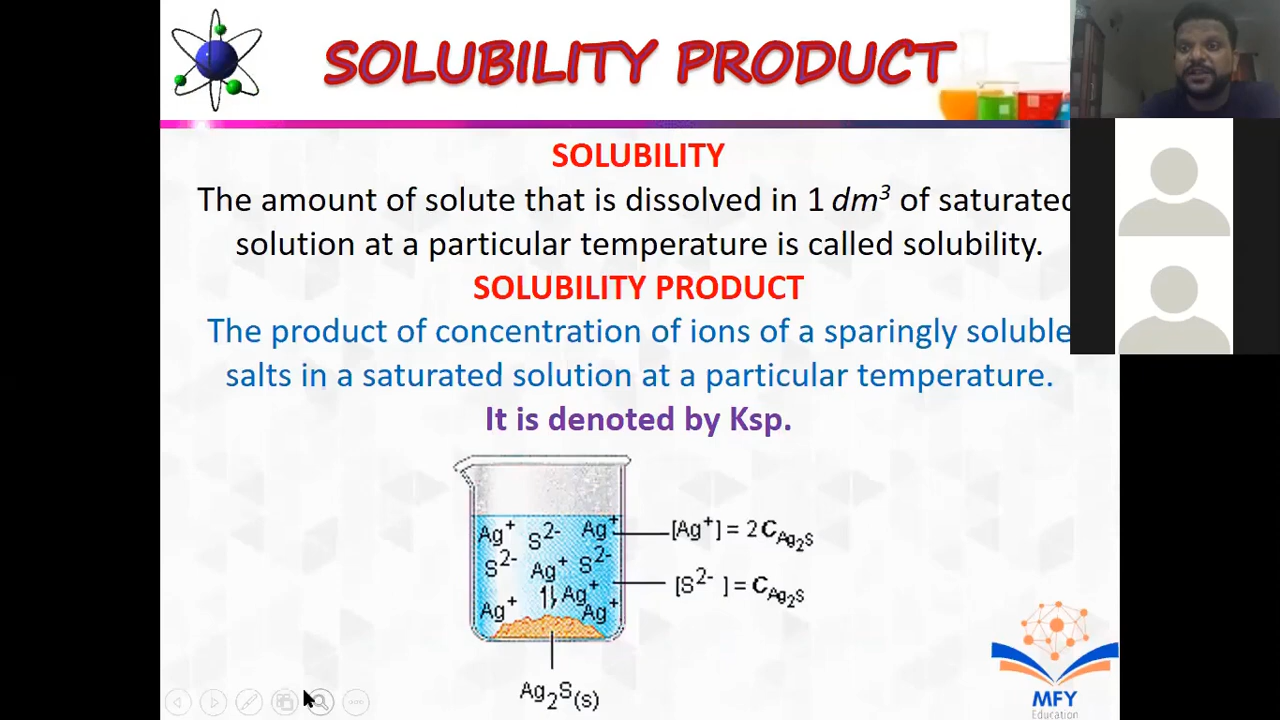 SOLUBILITY PRODUCT
SOLUBILITY
The amount of solute that is dissolved in 1 dm³ of saturated
solution at a particular temperature is called solubility.
SOLUBILITY PRODUCT
The product of concentration of ions of a sparingly soluble
salts in a saturated solution at a particular temperature.
It is denoted by Ksp.
Ag⁺ S²⁻ Ag⁺
S²⁻ Ag⁺ S²⁻
Ag⁺ ⇅ Ag⁺ Ag⁺
[Ag⁺] = 2 C_Ag₂S
[S²⁻] = C_Ag₂S
Ag₂S(s)
MFY
Education